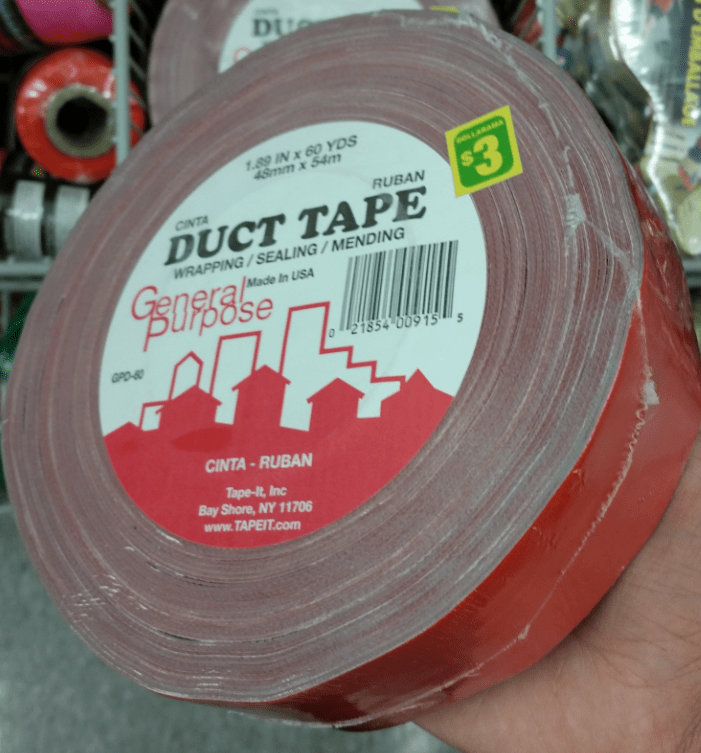 DUC
1.89 IN x 60 YDS
48mm x 54m
DOLLARAMA
$3
CINTA RUBAN
DUCT TAPE
WRAPPING / SEALING / MENDING
Made In USA
General
purpose
0 21854 00915 5
GPD-60
CINTA - RUBAN
Tape-It, Inc
Bay Shore, NY 11706
www.TAPEIT.com
D'EMBALLAGE